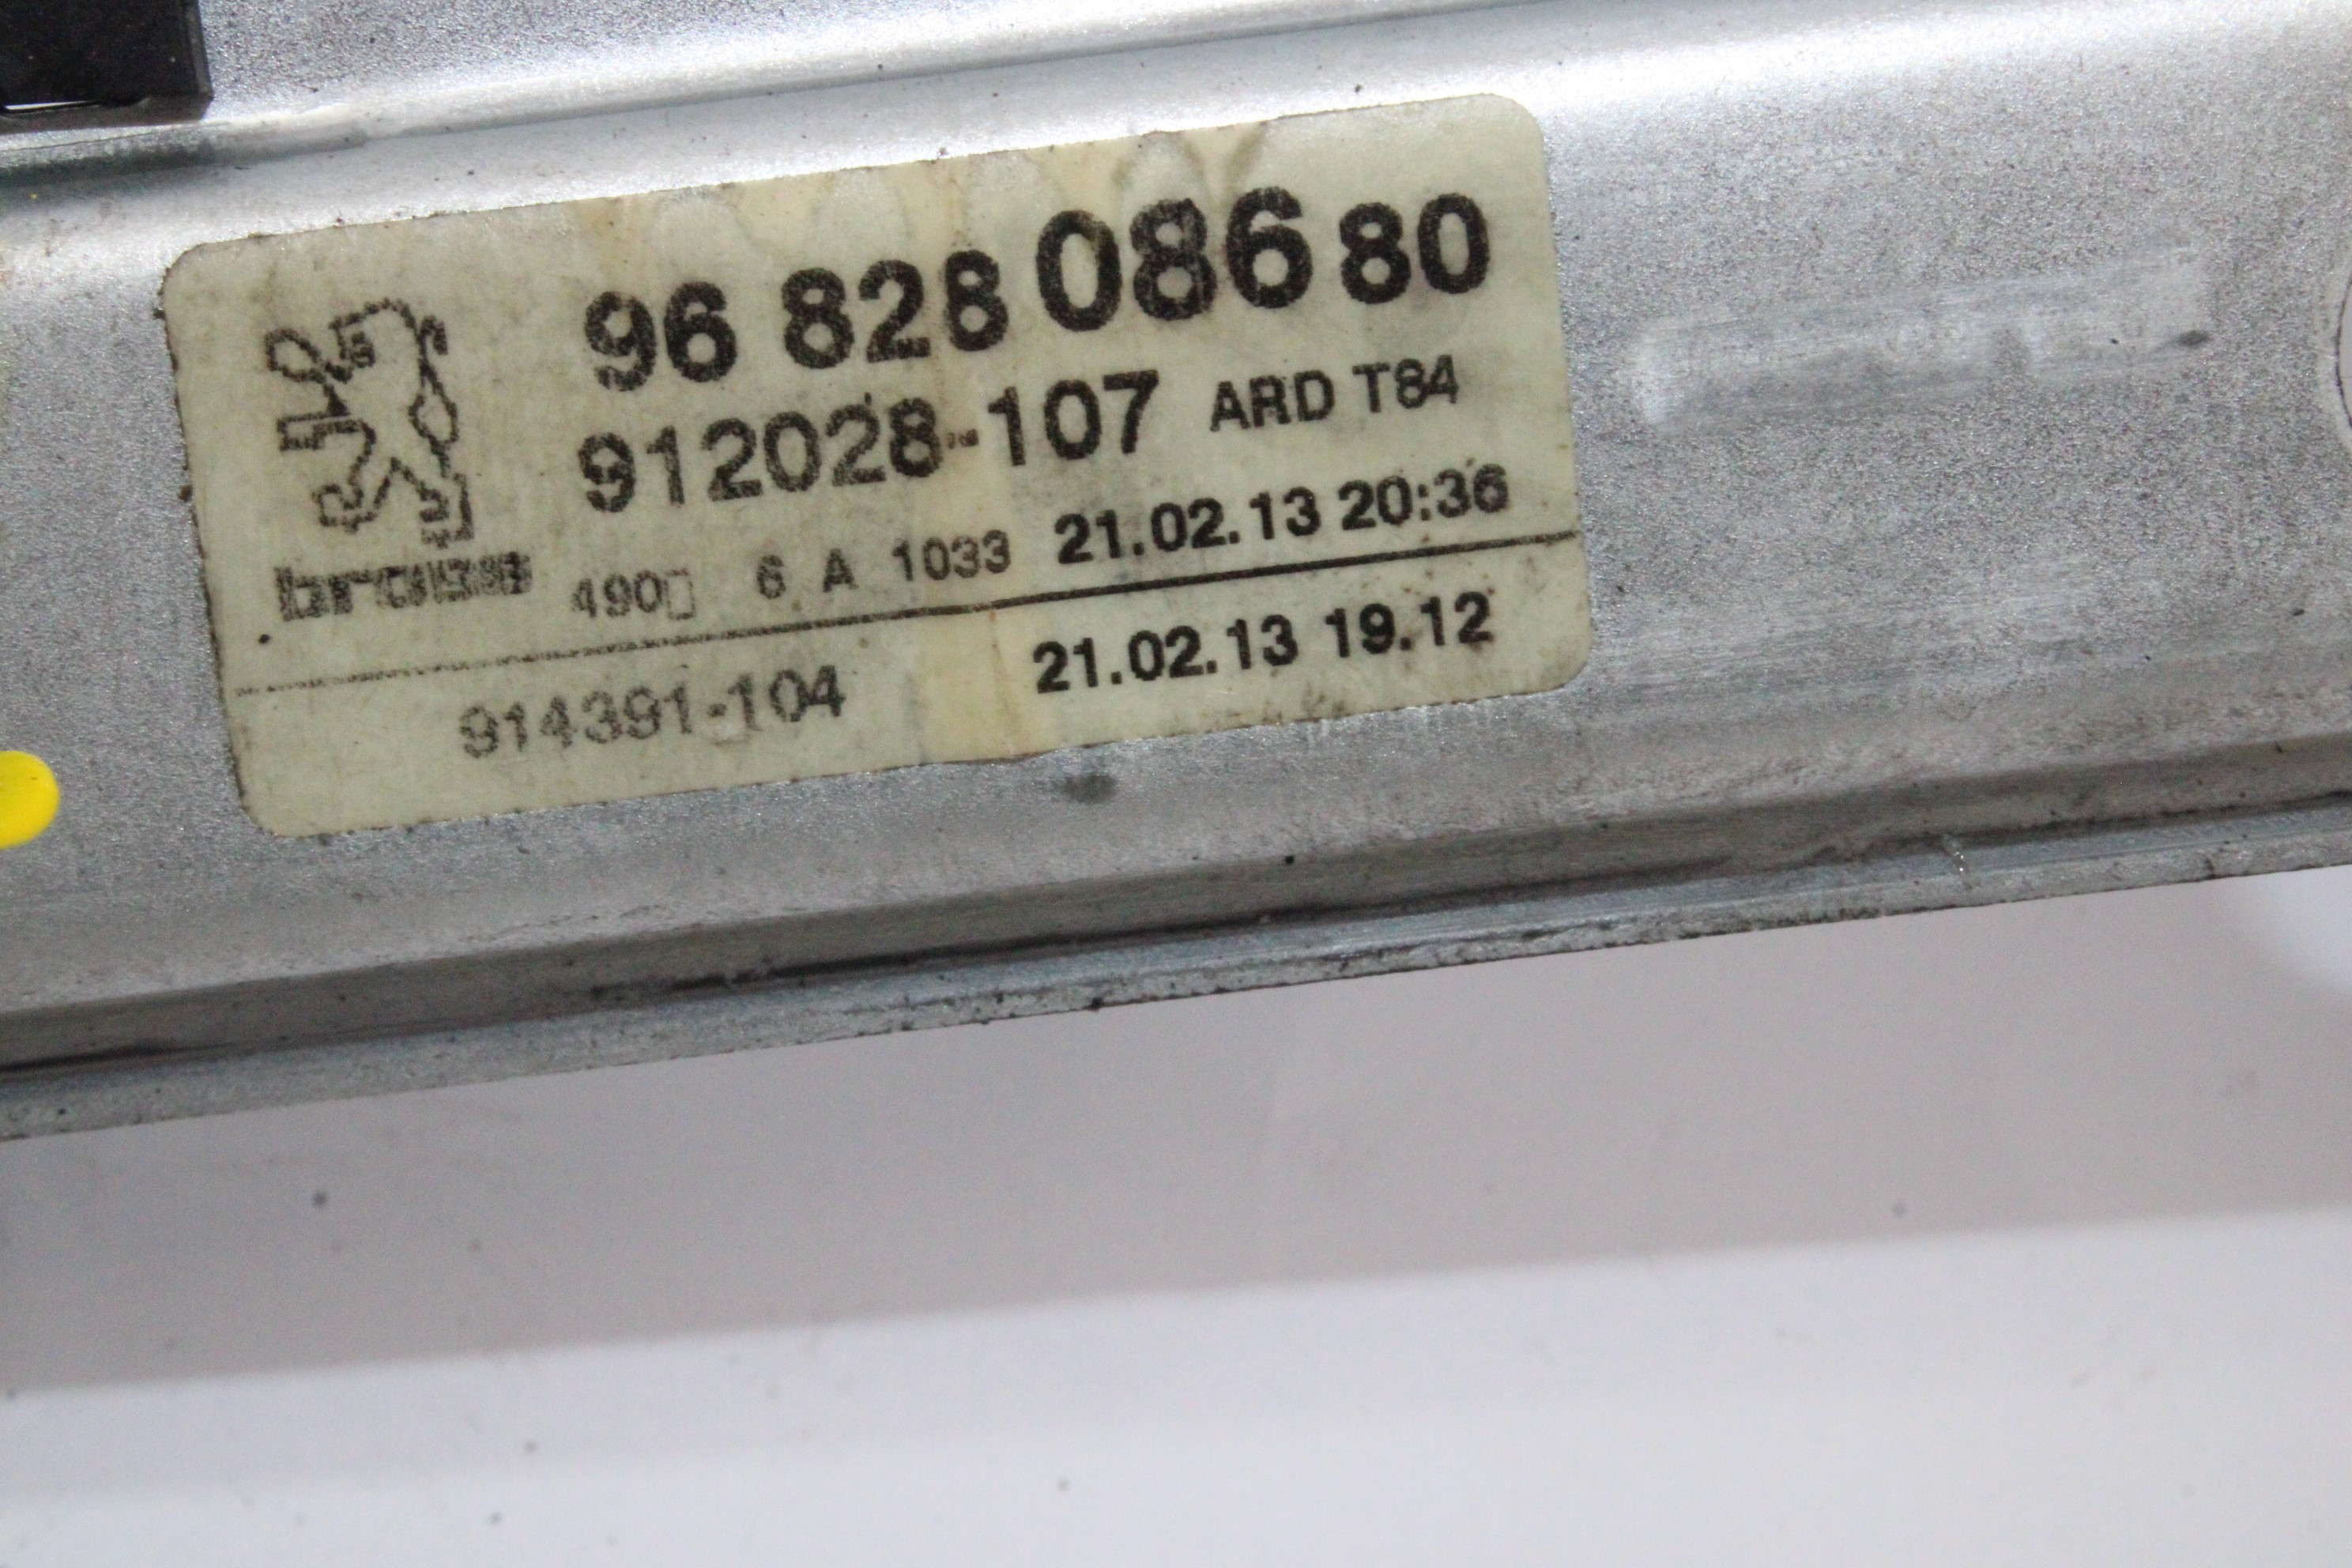 96 828 086 80
912028-107 ARD T84
brose 490▯ 6 A 1033 21.02.13 20:36
914391-104 21.02.13 19.12